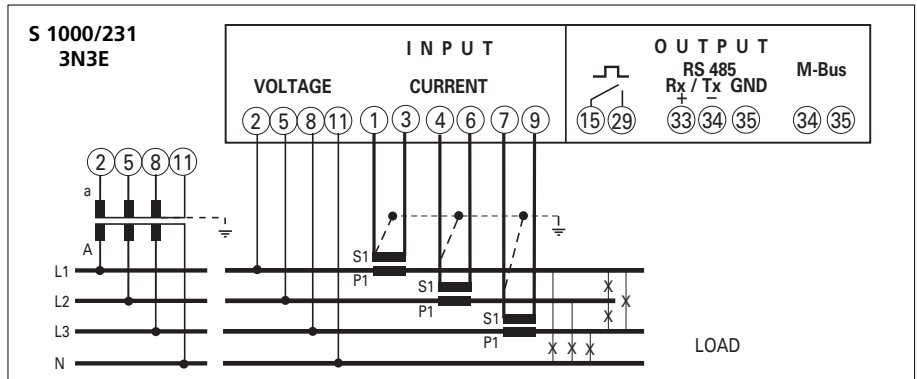 S 1000/231
3N3E
INPUT
OUTPUT
VOLTAGE
CURRENT
RS 485
Rx / Tx GND
+ −
M-Bus
2 5 8 11 1 3 4 6 7 9
15 29 33 34 35 34 35
2 5 8 11
a
A
S1
P1
S1
P1
S1
P1
L1
L2
L3
N
X
X
X
X X X
LOAD